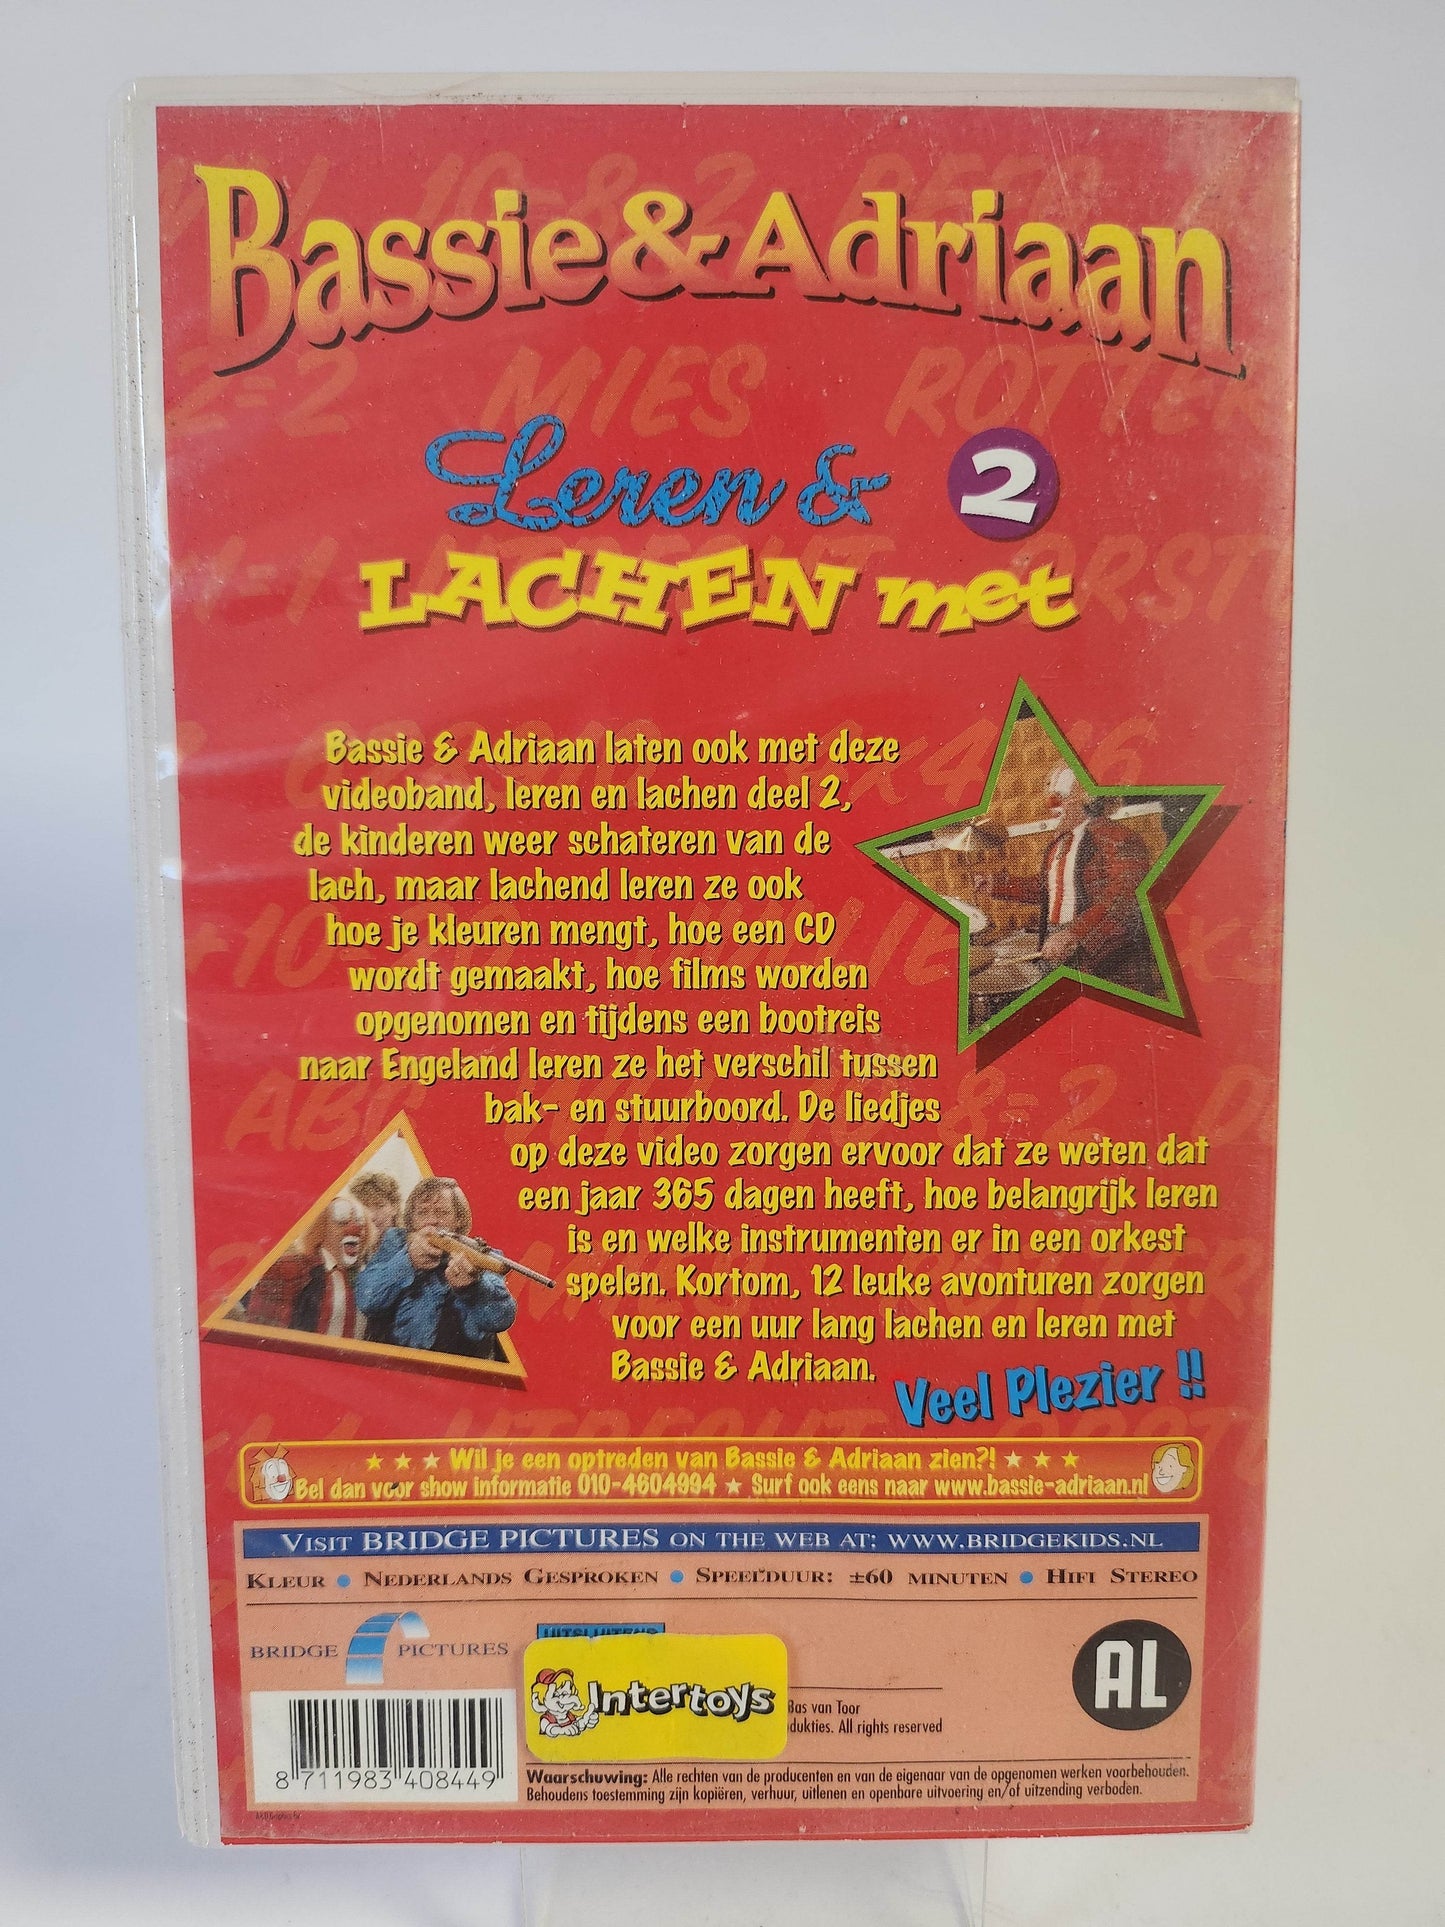 Bassie & Adriaan
Leren & 2
LACHEN met
Bassie & Adriaan laten ook met deze
videoband, leren en lachen deel 2,
de kinderen weer schateren van de
lach, maar lachend leren ze ook
hoe je kleuren mengt, hoe een CD
wordt gemaakt, hoe films worden
opgenomen en tijdens een bootreis
naar Engeland leren ze het verschil tussen
bak- en stuurboord. De liedjes
op deze video zorgen ervoor dat ze weten dat
een jaar 365 dagen heeft, hoe belangrijk leren
is en welke instrumenten er in een orkest
spelen. Kortom, 12 leuke avonturen zorgen
voor een uur lang lachen en leren met
Bassie & Adriaan.
Veel Plezier !!
★ ★ ★ Wil je een optreden van Bassie & Adriaan zien?! ★ ★ ★
Bel dan voor show informatie 010-4604994 ★ Surf ook eens naar www.bassie-adriaan.nl
VISIT BRIDGE PICTURES ON THE WEB AT: WWW.BRIDGEKIDS.NL
KLEUR • NEDERLANDS GESPROKEN • SPEELDUUR: ±60 MINUTEN • HIFI STEREO
BRIDGE PICTURES
UITSLUITEND
Intertoys
AL
Bas van Toor
All rights reserved
8 711983 408449
Waarschuwing: Alle rechten van de producenten en van de eigenaar van de opgenomen werken voorbehouden.
Behoudens toestemming zijn kopiëren, verhuur, uitlenen en openbare uitvoering en/of uitzending verboden.